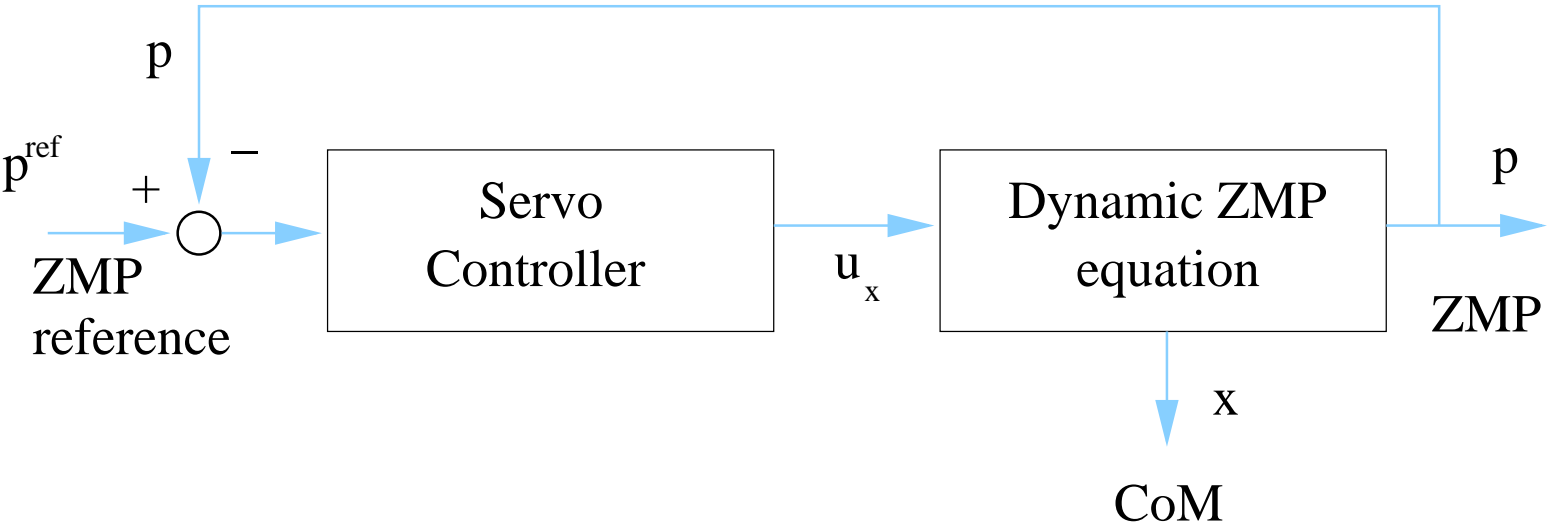 p
p^ref
+
−
ZMP
reference
Servo
Controller
u_x
Dynamic ZMP
equation
p
ZMP
x
CoM